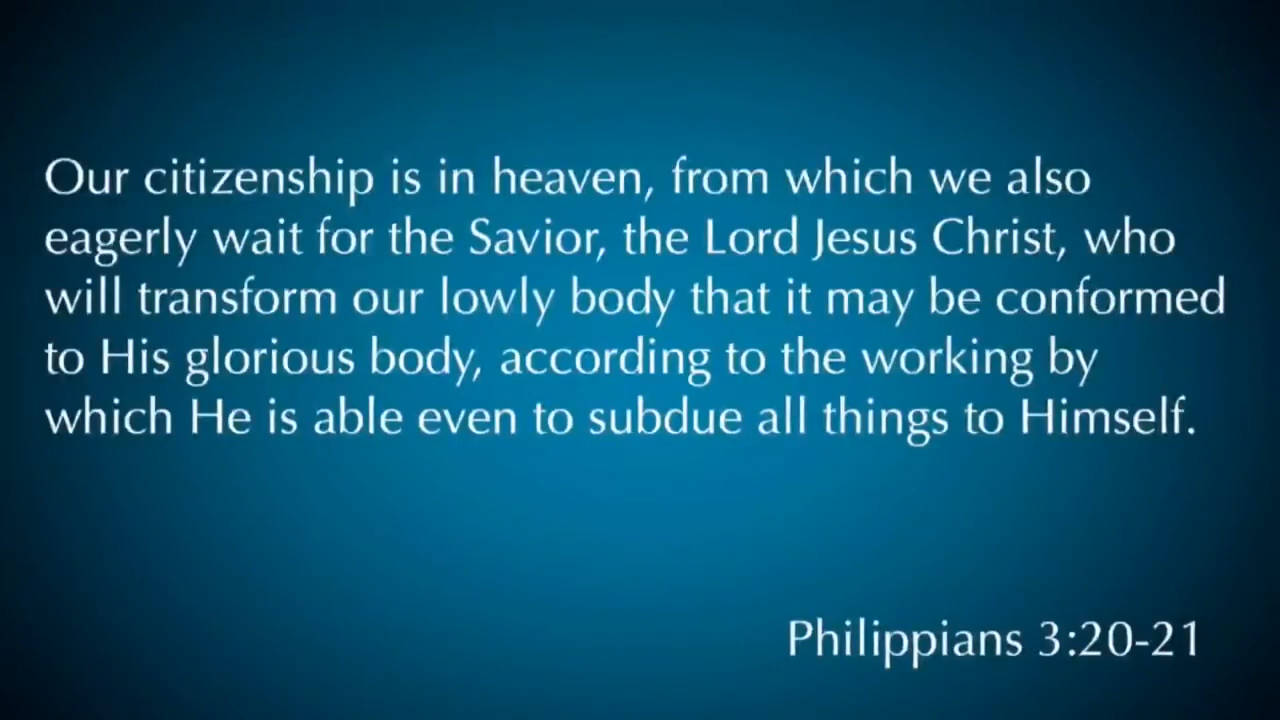 Our citizenship is in heaven, from which we also
eagerly wait for the Savior, the Lord Jesus Christ, who
will transform our lowly body that it may be conformed
to His glorious body, according to the working by
which He is able even to subdue all things to Himself.
Philippians 3:20-21